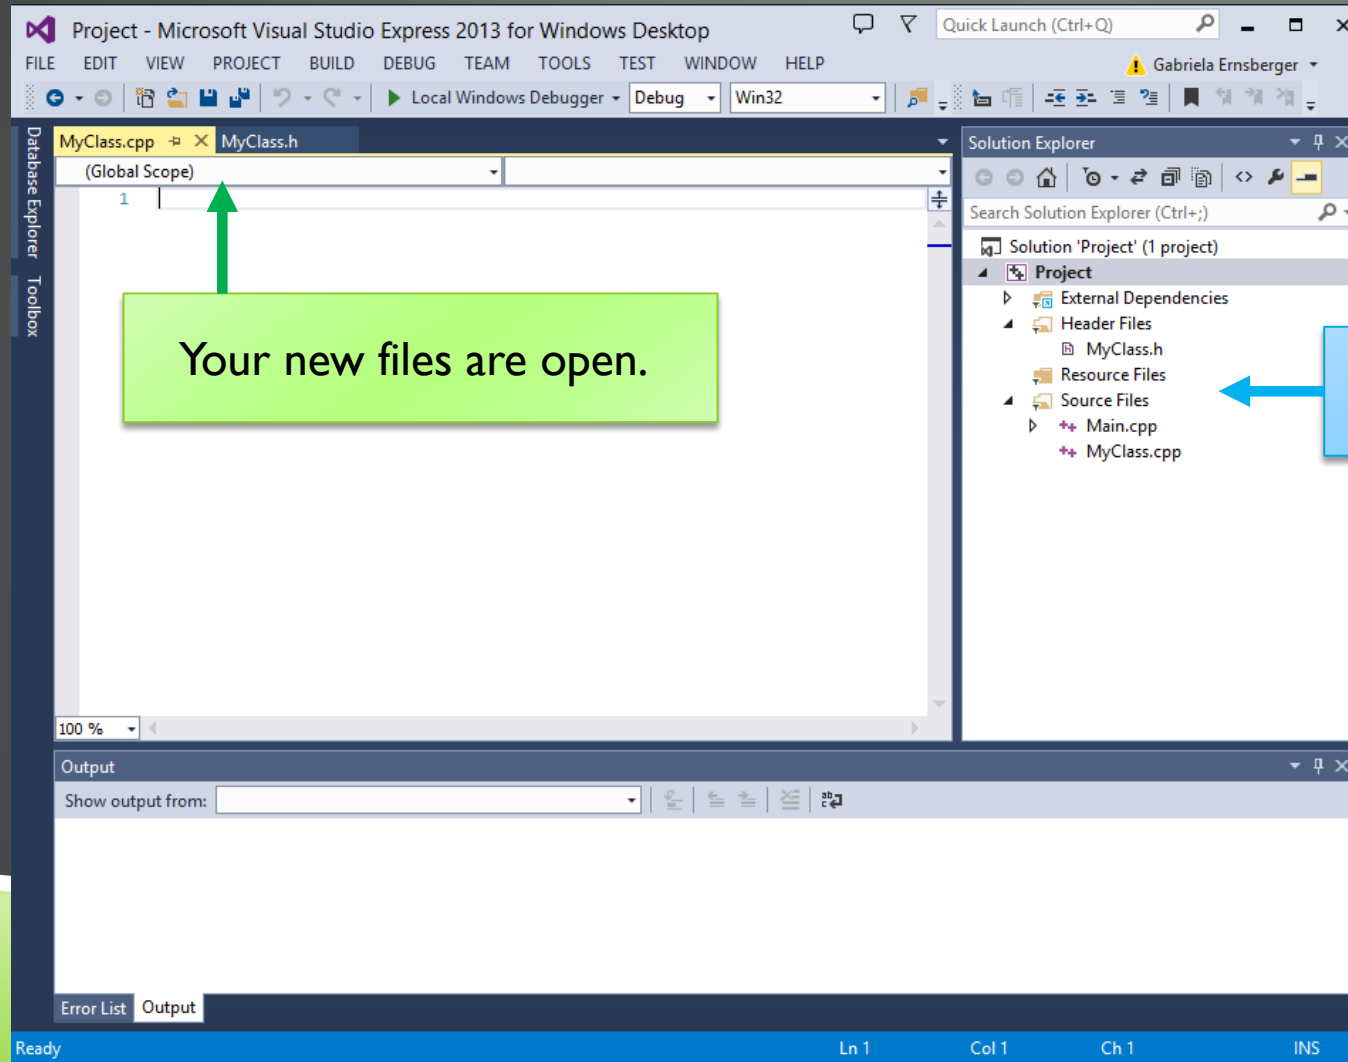 Project - Microsoft Visual Studio Express 2013 for Windows Desktop
Quick Launch (Ctrl+Q)
FILE EDIT VIEW PROJECT BUILD DEBUG TEAM TOOLS TEST WINDOW HELP
Gabriela Ernsberger
Local Windows Debugger Debug Win32
Database Explorer
Toolbox
MyClass.cpp MyClass.h
(Global Scope)
1
Your new files are open.
100 %
Solution Explorer
Search Solution Explorer (Ctrl+;)
Solution 'Project' (1 project)
Project
External Dependencies
Header Files
MyClass.h
Resource Files
Source Files
Main.cpp
MyClass.cpp
Output
Show output from:
Error List Output
Ready Ln 1 Col 1 Ch 1 INS